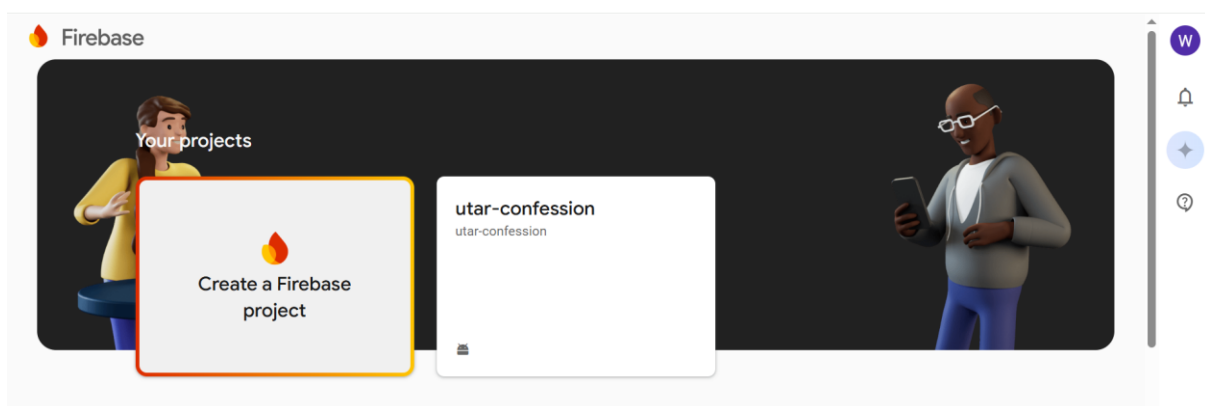 Firebase
W
Your projects
Create a Firebase
project
utar-confession
utar-confession